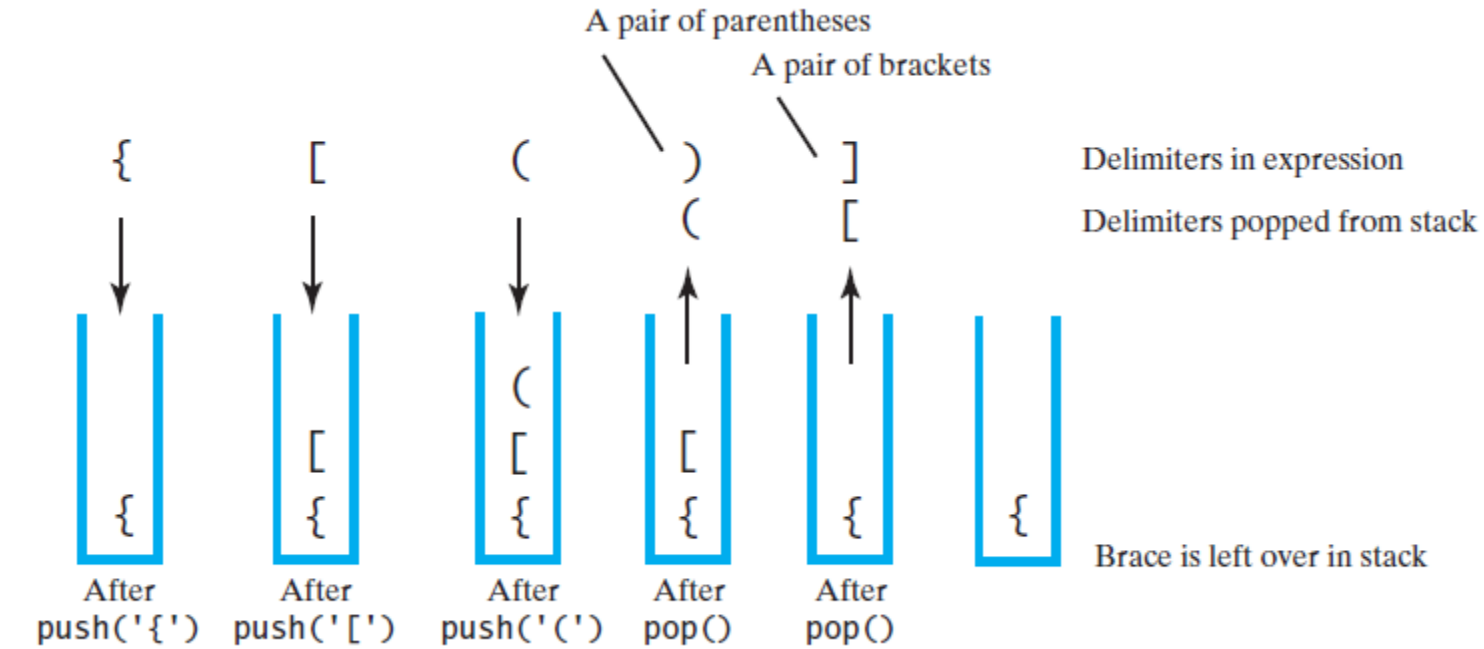 A pair of parentheses
A pair of brackets
{ [ ( ) ] Delimiters in expression
( [ Delimiters popped from stack
(
[ [ [
{ { { { { {
Brace is left over in stack
After After After After After
push('{') push('[') push('(') pop() pop()